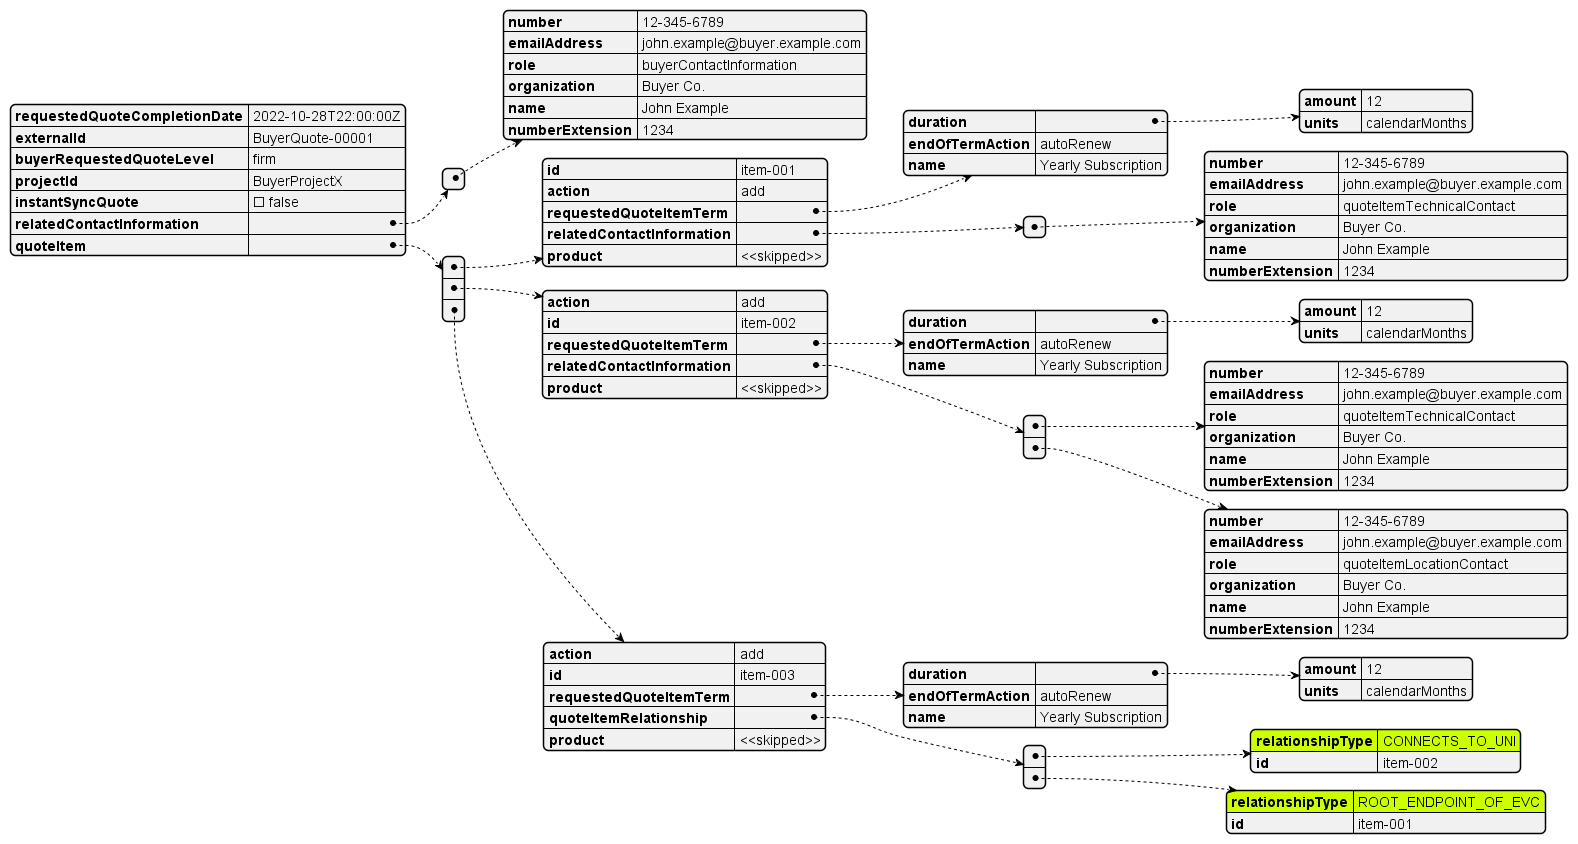 requestedQuoteCompletionDate 2022-10-28T22:00:00Z
externalId BuyerQuote-00001
buyerRequestedQuoteLevel firm
projectId BuyerProjectX
instantSyncQuote ☐ false
relatedContactInformation
quoteItem
number 12-345-6789
emailAddress john.example@buyer.example.com
role buyerContactInformation
organization Buyer Co.
name John Example
numberExtension 1234
id item-001
action add
requestedQuoteItemTerm
relatedContactInformation
product <<skipped>>
duration
endOfTermAction autoRenew
name Yearly Subscription
amount 12
units calendarMonths
number 12-345-6789
emailAddress john.example@buyer.example.com
role quoteItemTechnicalContact
organization Buyer Co.
name John Example
numberExtension 1234
action add
id item-002
requestedQuoteItemTerm
relatedContactInformation
product <<skipped>>
duration
endOfTermAction autoRenew
name Yearly Subscription
amount 12
units calendarMonths
number 12-345-6789
emailAddress john.example@buyer.example.com
role quoteItemTechnicalContact
organization Buyer Co.
name John Example
numberExtension 1234
number 12-345-6789
emailAddress john.example@buyer.example.com
role quoteItemLocationContact
organization Buyer Co.
name John Example
numberExtension 1234
action add
id item-003
requestedQuoteItemTerm
quoteItemRelationship
product <<skipped>>
duration
endOfTermAction autoRenew
name Yearly Subscription
amount 12
units calendarMonths
relationshipType CONNECTS_TO_UNI
id item-002
relationshipType ROOT_ENDPOINT_OF_EVC
id item-001